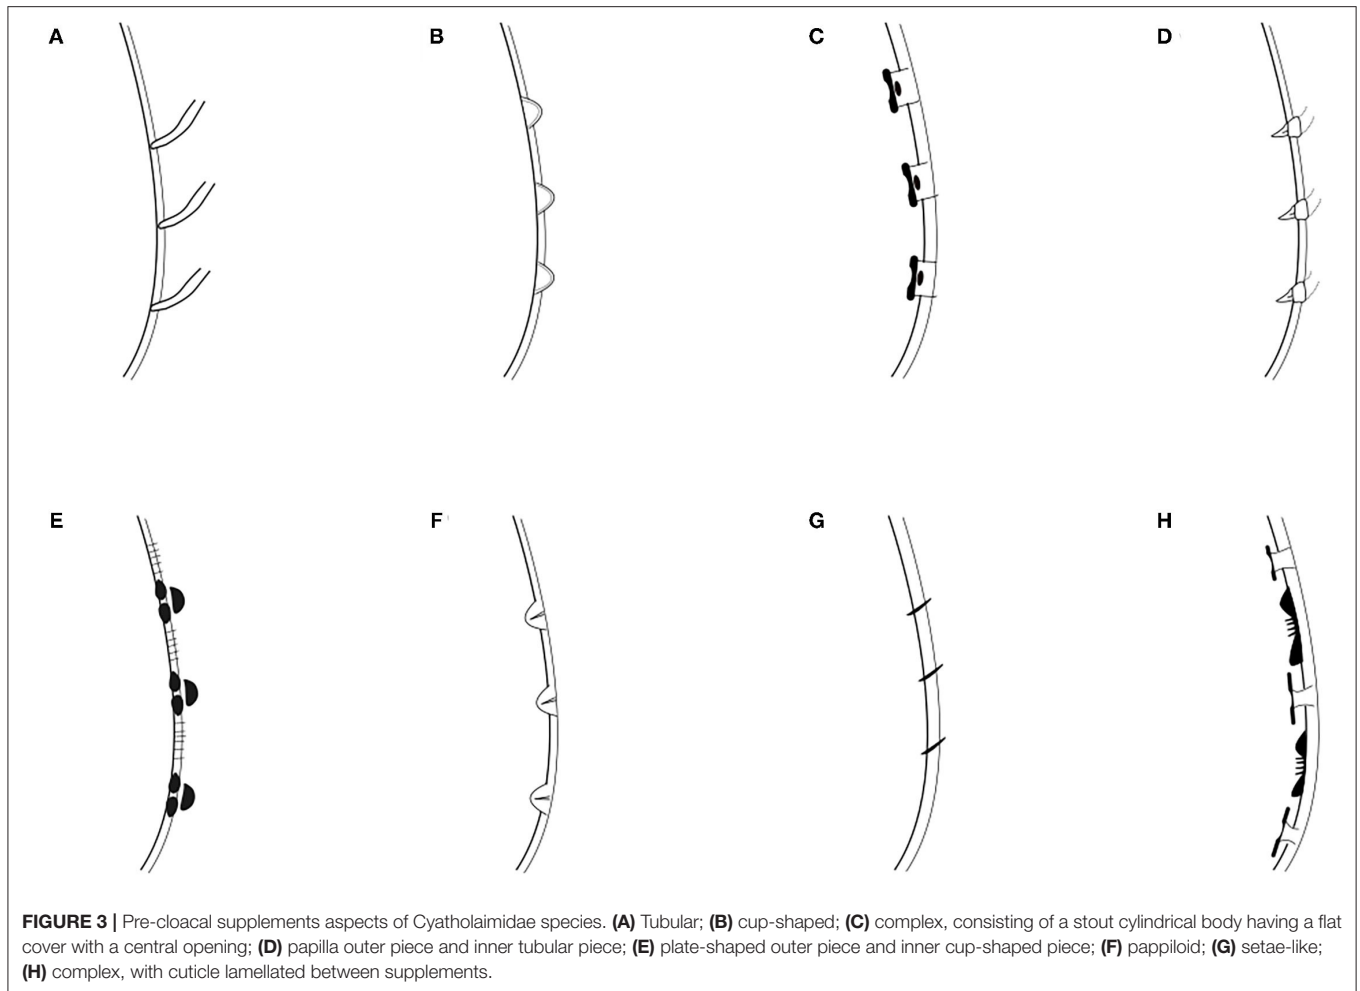 A B C D
E F G H
FIGURE 3 | Pre-cloacal supplements aspects of Cyatholaimidae species. (A) Tubular; (B) cup-shaped; (C) complex, consisting of a stout cylindrical body having a flat
cover with a central opening; (D) papilla outer piece and inner tubular piece; (E) plate-shaped outer piece and inner cup-shaped piece; (F) pappiloid; (G) setae-like;
(H) complex, with cuticle lamellated between supplements.